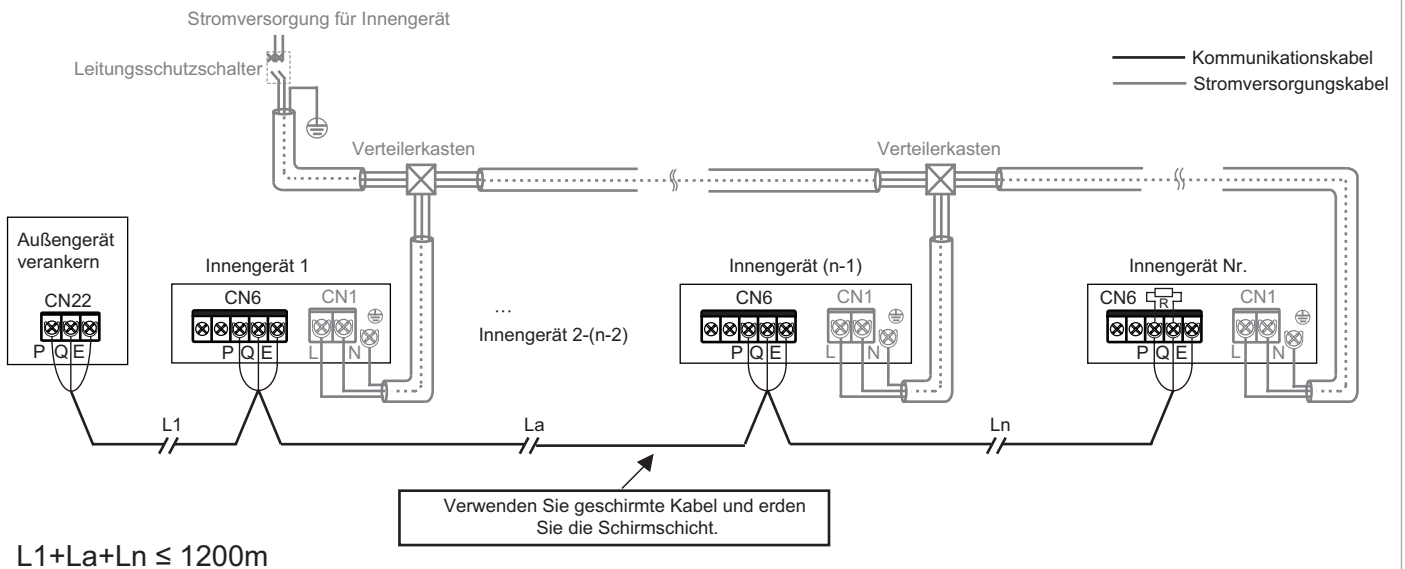 Stromversorgung für Innengerät
Leitungsschutzschalter
Kommunikationskabel
Stromversorgungskabel
Verteilerkasten
Verteilerkasten
Außengerät
verankern
CN22
P Q E
Innengerät 1
CN6
CN1
P Q E
L N
...
Innengerät 2-(n-2)
Innengerät (n-1)
CN6
CN1
P Q E
L N
Innengerät Nr.
CN6
R
CN1
P Q E
L N
L1
La
Ln
Verwenden Sie geschirmte Kabel und erden
Sie die Schirmschicht.
L1+La+Ln ≤ 1200m